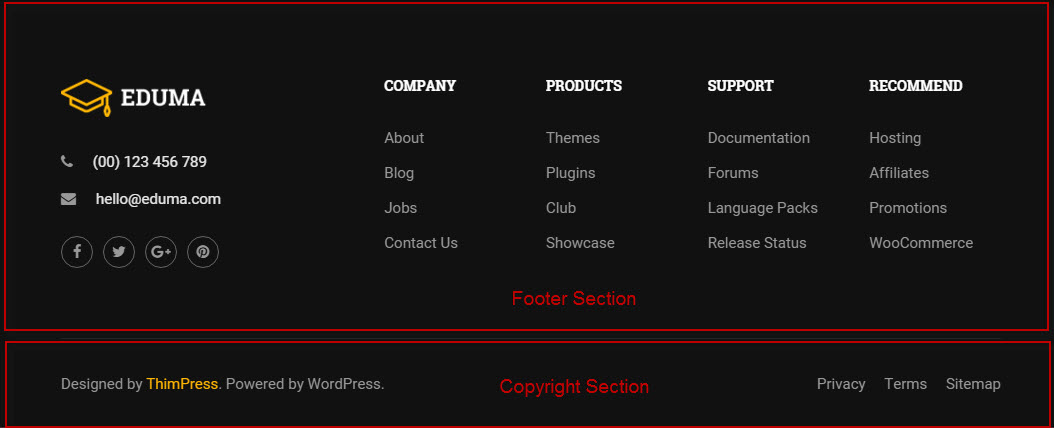 EDUMA
(00) 123 456 789
hello@eduma.com
COMPANY
About
Blog
Jobs
Contact Us
PRODUCTS
Themes
Plugins
Club
Showcase
SUPPORT
Documentation
Forums
Language Packs
Release Status
RECOMMEND
Hosting
Affiliates
Promotions
WooCommerce
Footer Section
Designed by ThimPress. Powered by WordPress.
Copyright Section
Privacy Terms Sitemap